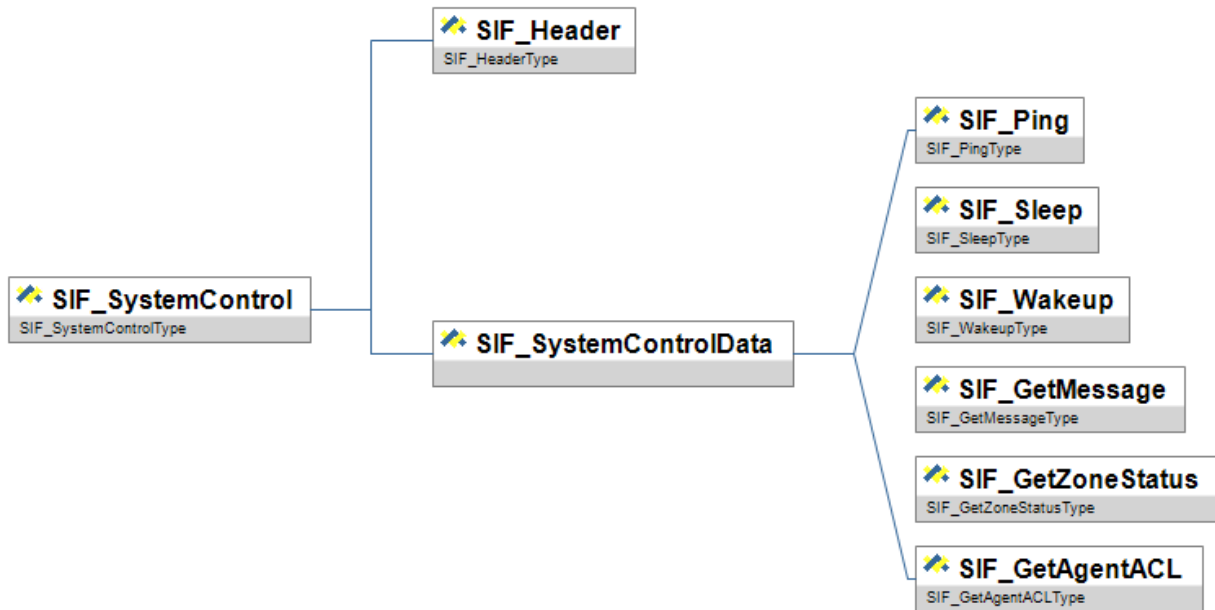 SIF_Header
SIF_HeaderType
SIF_Ping
SIF_PingType
SIF_Sleep
SIF_SleepType
SIF_SystemControl
SIF_SystemControlType
SIF_Wakeup
SIF_WakeupType
SIF_SystemControlData
SIF_GetMessage
SIF_GetMessageType
SIF_GetZoneStatus
SIF_GetZoneStatusType
SIF_GetAgentACL
SIF_GetAgentACLType